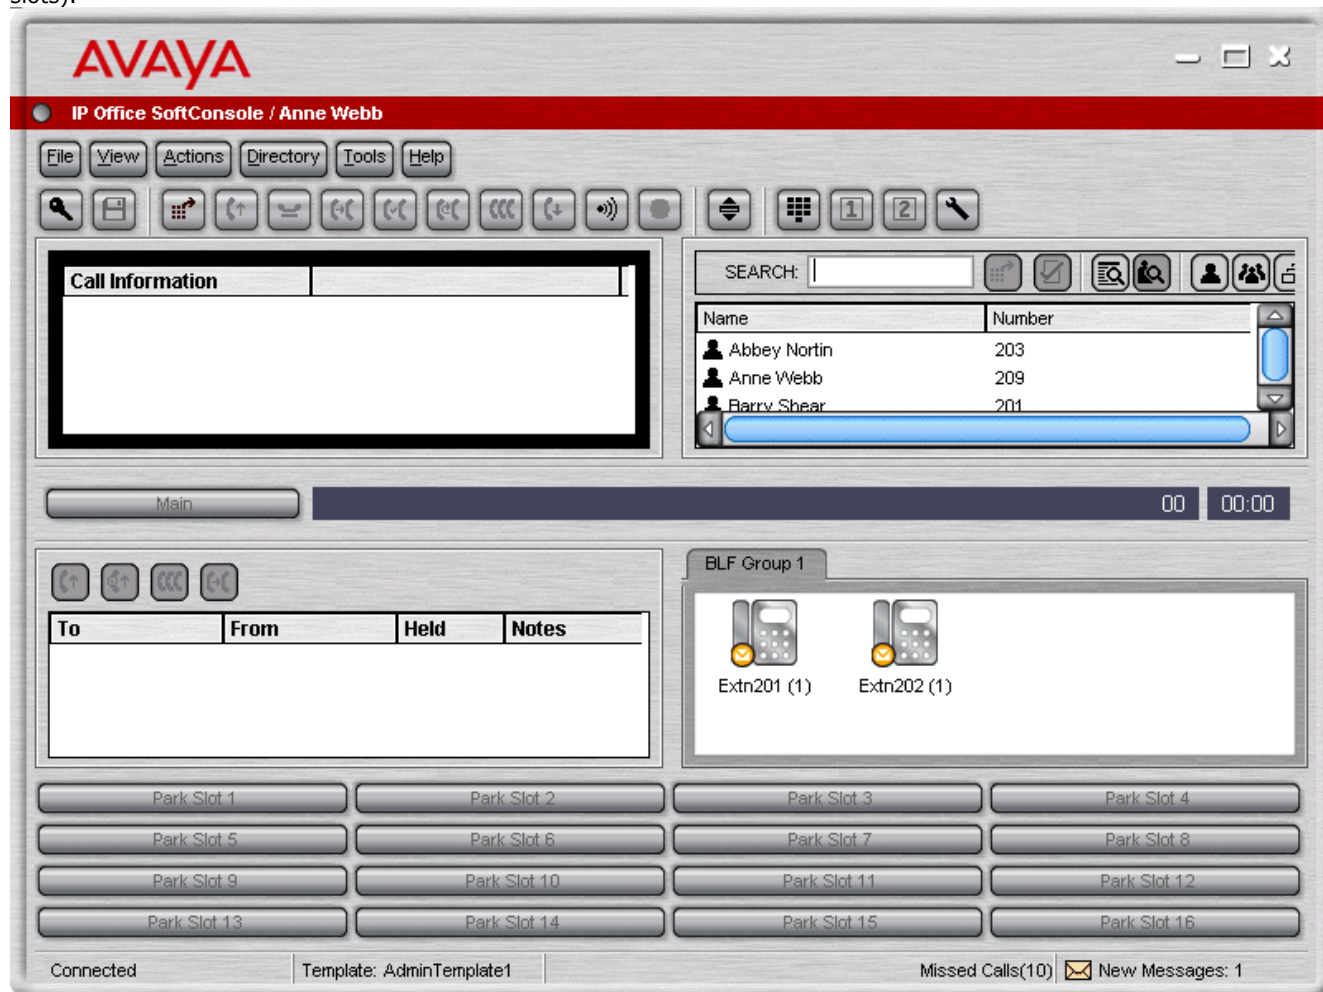 slots).
AVAYA
IP Office SoftConsole / Anne Webb
File View Actions Directory Tools Help
1 2
Call Information
SEARCH:
Name Number
Abbey Nortin 203
Anne Webb 209
Barry Shear 201
Main 00 00:00
BLF Group 1
To From Held Notes
Extn201 (1) Extn202 (1)
Park Slot 1 Park Slot 2 Park Slot 3 Park Slot 4
Park Slot 5 Park Slot 6 Park Slot 7 Park Slot 8
Park Slot 9 Park Slot 10 Park Slot 11 Park Slot 12
Park Slot 13 Park Slot 14 Park Slot 15 Park Slot 16
Connected Template: AdminTemplate1 Missed Calls(10) New Messages: 1